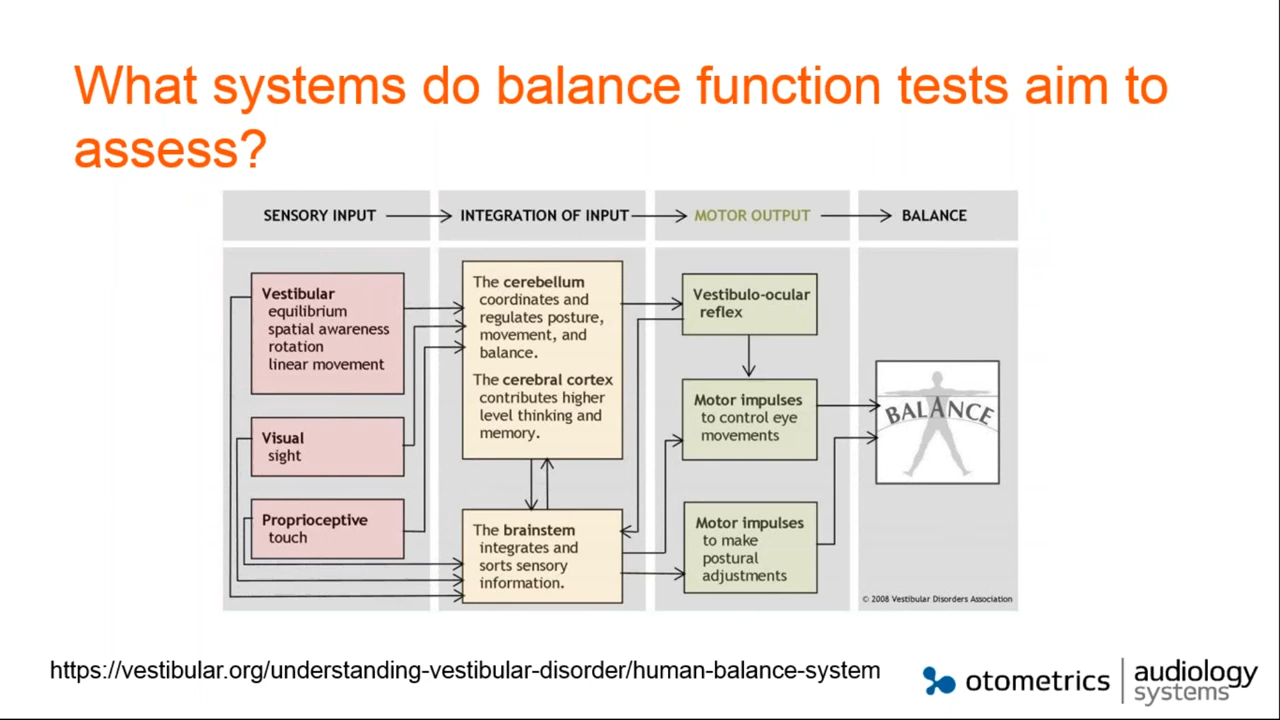 What systems do balance function tests aim to
assess?
SENSORY INPUT
INTEGRATION OF INPUT
MOTOR OUTPUT
BALANCE
Vestibular
equilibrium
spatial awareness
rotation
linear movement
Visual
sight
Proprioceptive
touch
The cerebellum
coordinates and
regulates posture,
movement, and
balance.
The cerebral cortex
contributes higher
level thinking and
memory.
The brainstem
integrates and
sorts sensory
information.
Vestibulo-ocular
reflex
Motor impulses
to control eye
movements
Motor impulses
to make
postural
adjustments
BALANCE
© 2008 Vestibular Disorders Association
https://vestibular.org/understanding-vestibular-disorder/human-balance-system
otometrics
audiology
systems